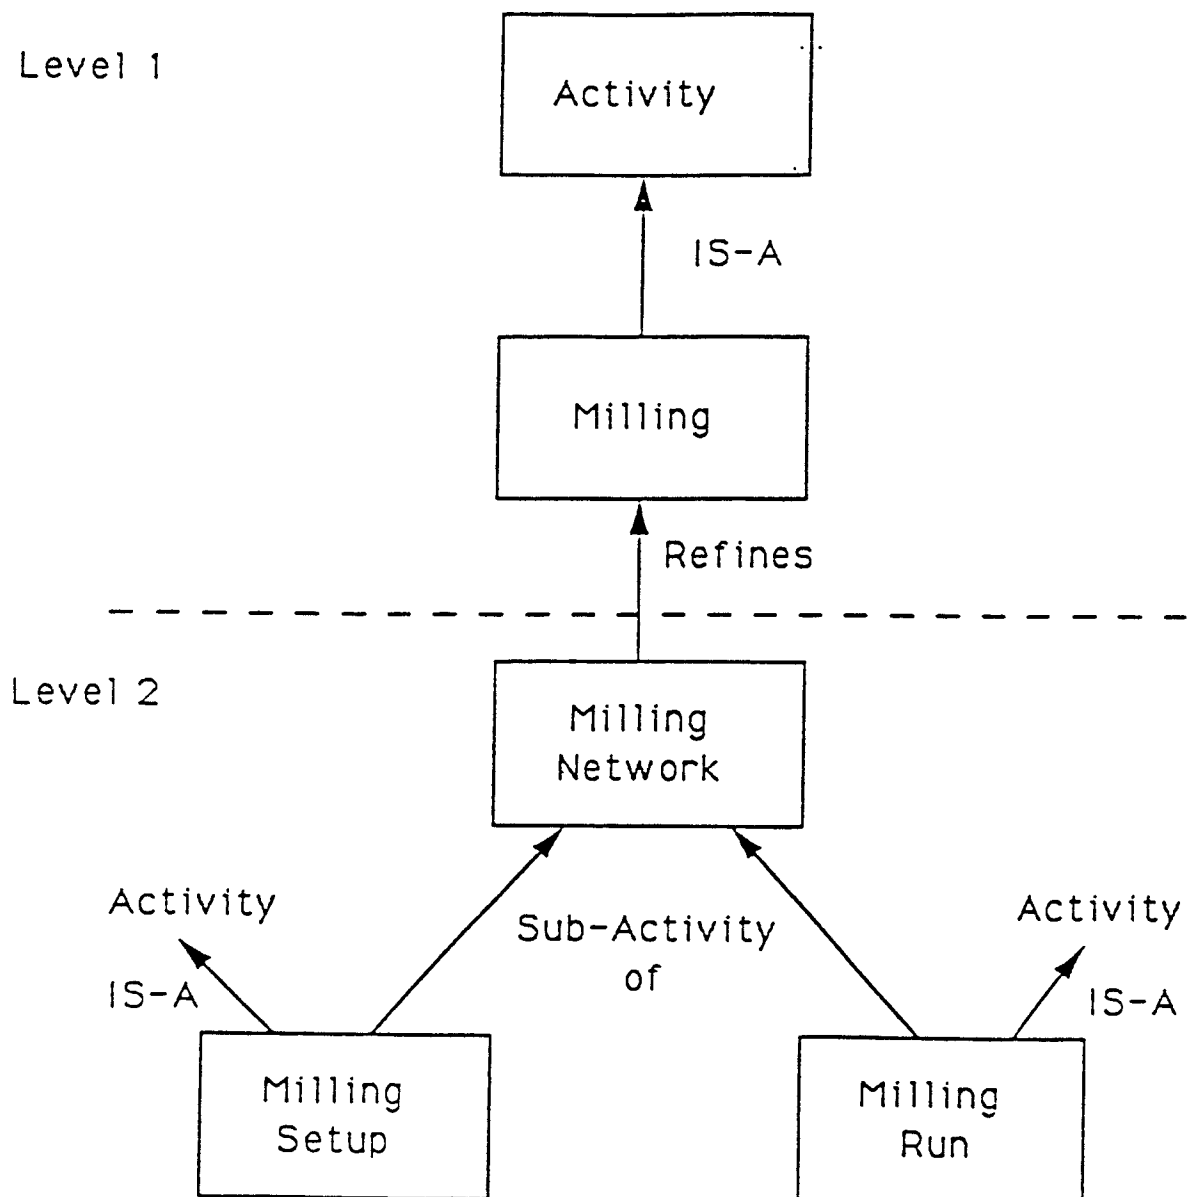 Level 1
Activity
IS-A
Milling
Refines
Level 2
Milling
Network
Activity
Sub-Activity
of
Activity
IS-A
IS-A
Milling
Setup
Milling
Run